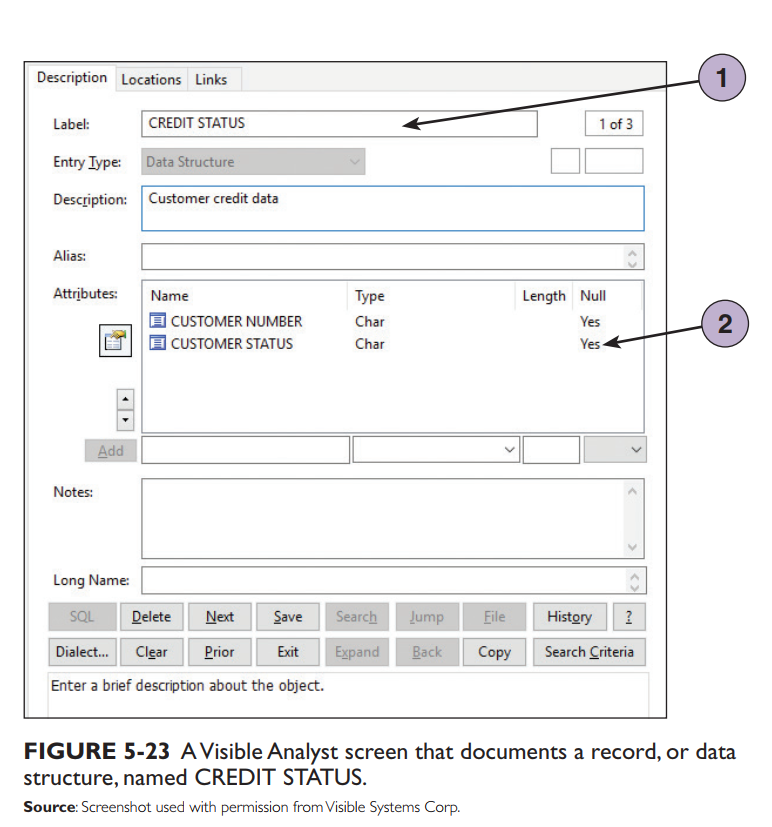 Description Locations Links
1
Label: CREDIT STATUS 1 of 3
Entry Type: Data Structure
Description: Customer credit data
Alias:
Attributes: Name Type Length Null
CUSTOMER NUMBER Char Yes
CUSTOMER STATUS Char Yes
2
Add
Notes:
Long Name:
SQL Delete Next Save Search Jump File History ?
Dialect... Clear Prior Exit Expand Back Copy Search Criteria
Enter a brief description about the object.
FIGURE 5-23 A Visible Analyst screen that documents a record, or data
structure, named CREDIT STATUS.
Source: Screenshot used with permission from Visible Systems Corp.